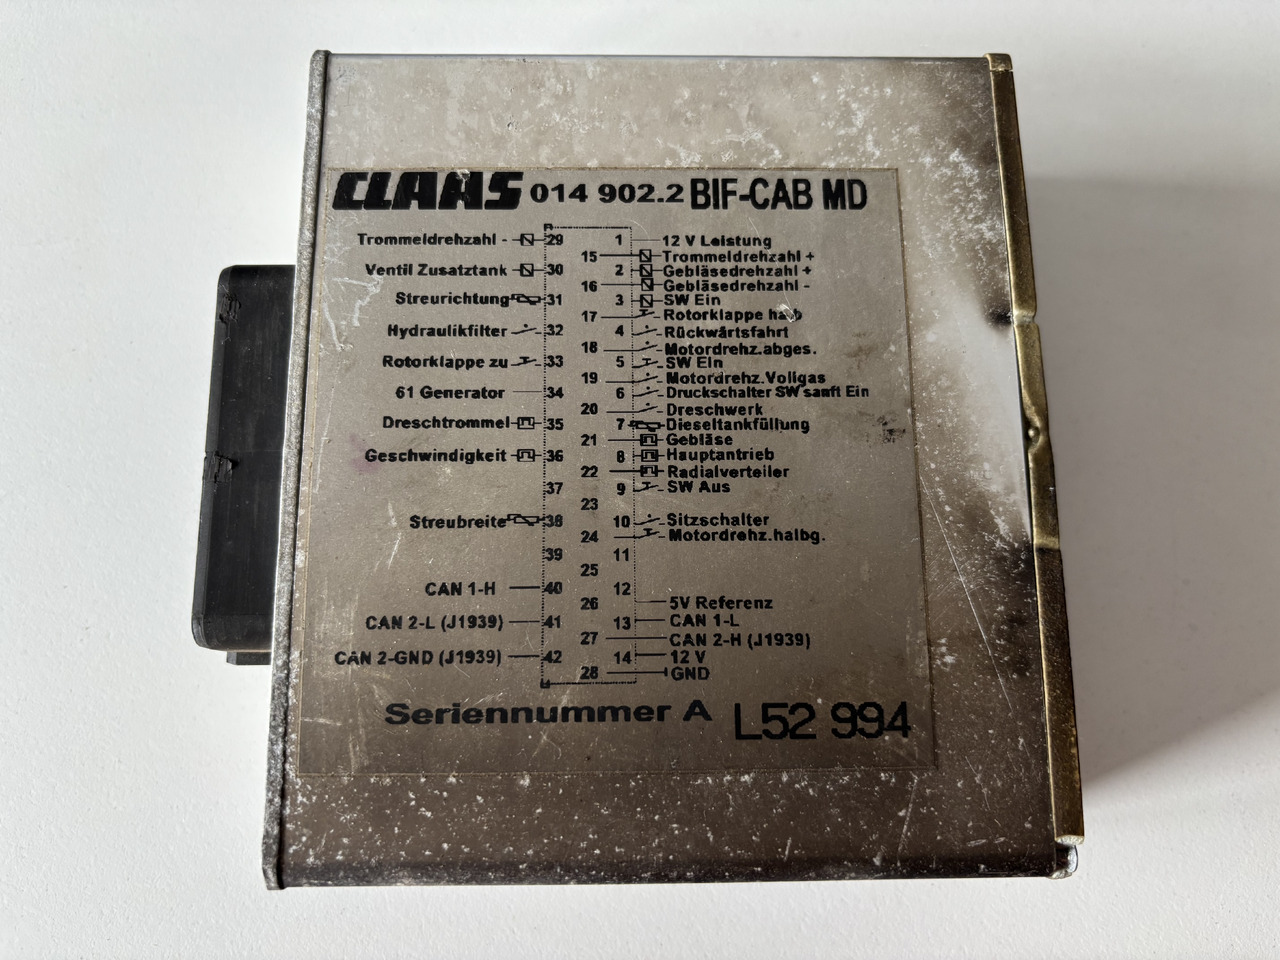 CLAAS 014 902.2 BIF-CAB MD
Trommeldrehzahl - 29
1 12 V Leistung
15 Trommeldrehzahl +
Ventil Zusatztank 30
2 Gebläsedrehzahl +
16 Gebläsedrehzahl -
Streurichtung 31
3 SW Ein
17 Rotorklappe halb
Hydraulikfilter 32
4 Rückwärtsfahrt
18 Motordrehz.abges.
Rotorklappe zu 33
5 SW Ein
19 Motordrehz.Vollgas
61 Generator 34
6 Druckschalter SW sanft Ein
20 Dreschwerk
Dreschtrommel 35
7 Dieseltankfüllung
21 Gebläse
Geschwindigkeit 36
8 Hauptantrieb
22 Radialverteiler
37
9 SW Aus
23
Streubreite 38
10 Sitzschalter
24 Motordrehz.halbg.
39
11
25
CAN 1-H 40
12
26 5V Referenz
CAN 2-L (J1939) 41
13 CAN 1-L
27 CAN 2-H (J1939)
CAN 2-GND (J1939) 42
14 12 V
28 GND
Seriennummer A L52 994